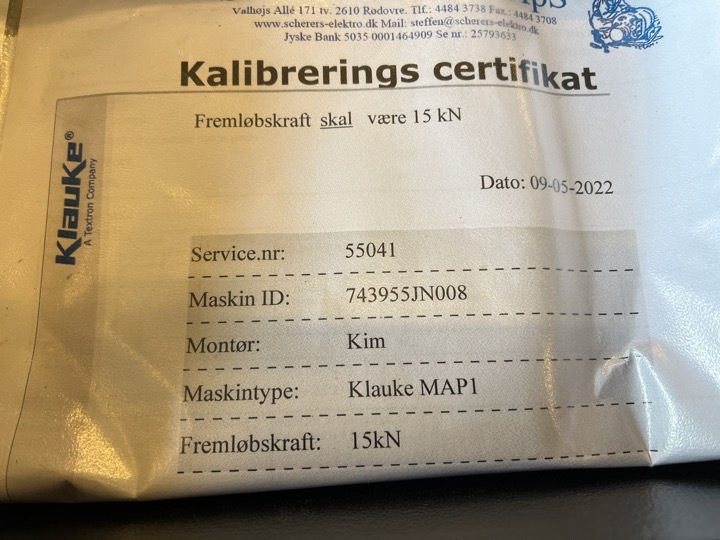 Valhøjs Allé 171 tv. 2610 Rødovre. Tlf.: 4484 3738 Fax.: 4484 3708
www.scherers-elektro.dk Mail: steffen@scherers-elektro.dk
Jyske Bank 5035 0001464909 Se nr.: 25793633
Kalibrerings certifikat
Fremløbskraft skal være 15 kN
Klauke®
A Textron Company
Dato: 09-05-2022
Service.nr: 55041
Maskin ID: 743955JN008
Montør: Kim
Maskintype: Klauke MAP1
Fremløbskraft: 15kN